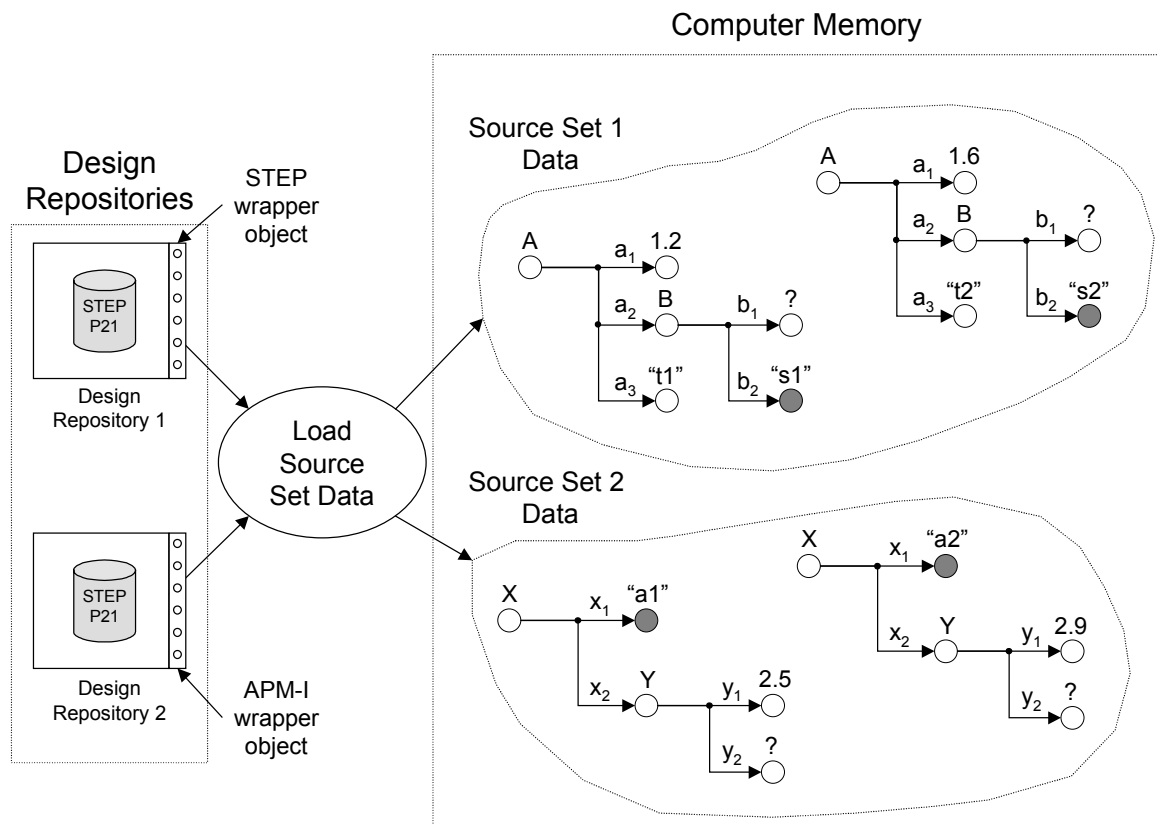 Computer Memory
Design
Repositories
STEP
wrapper
object
STEP
P21
Design
Repository 1
STEP
P21
Design
Repository 2
APM-I
wrapper
object
Load
Source
Set Data
Source Set 1
Data
A
a1
1.2
a2
B
b1
?
a3
“t1”
b2
“s1”
A
a1
1.6
a2
B
b1
?
a3
“t2”
b2
“s2”
Source Set 2
Data
X
x1
“a1”
x2
Y
y1
2.5
y2
?
X
x1
“a2”
x2
Y
y1
2.9
y2
?